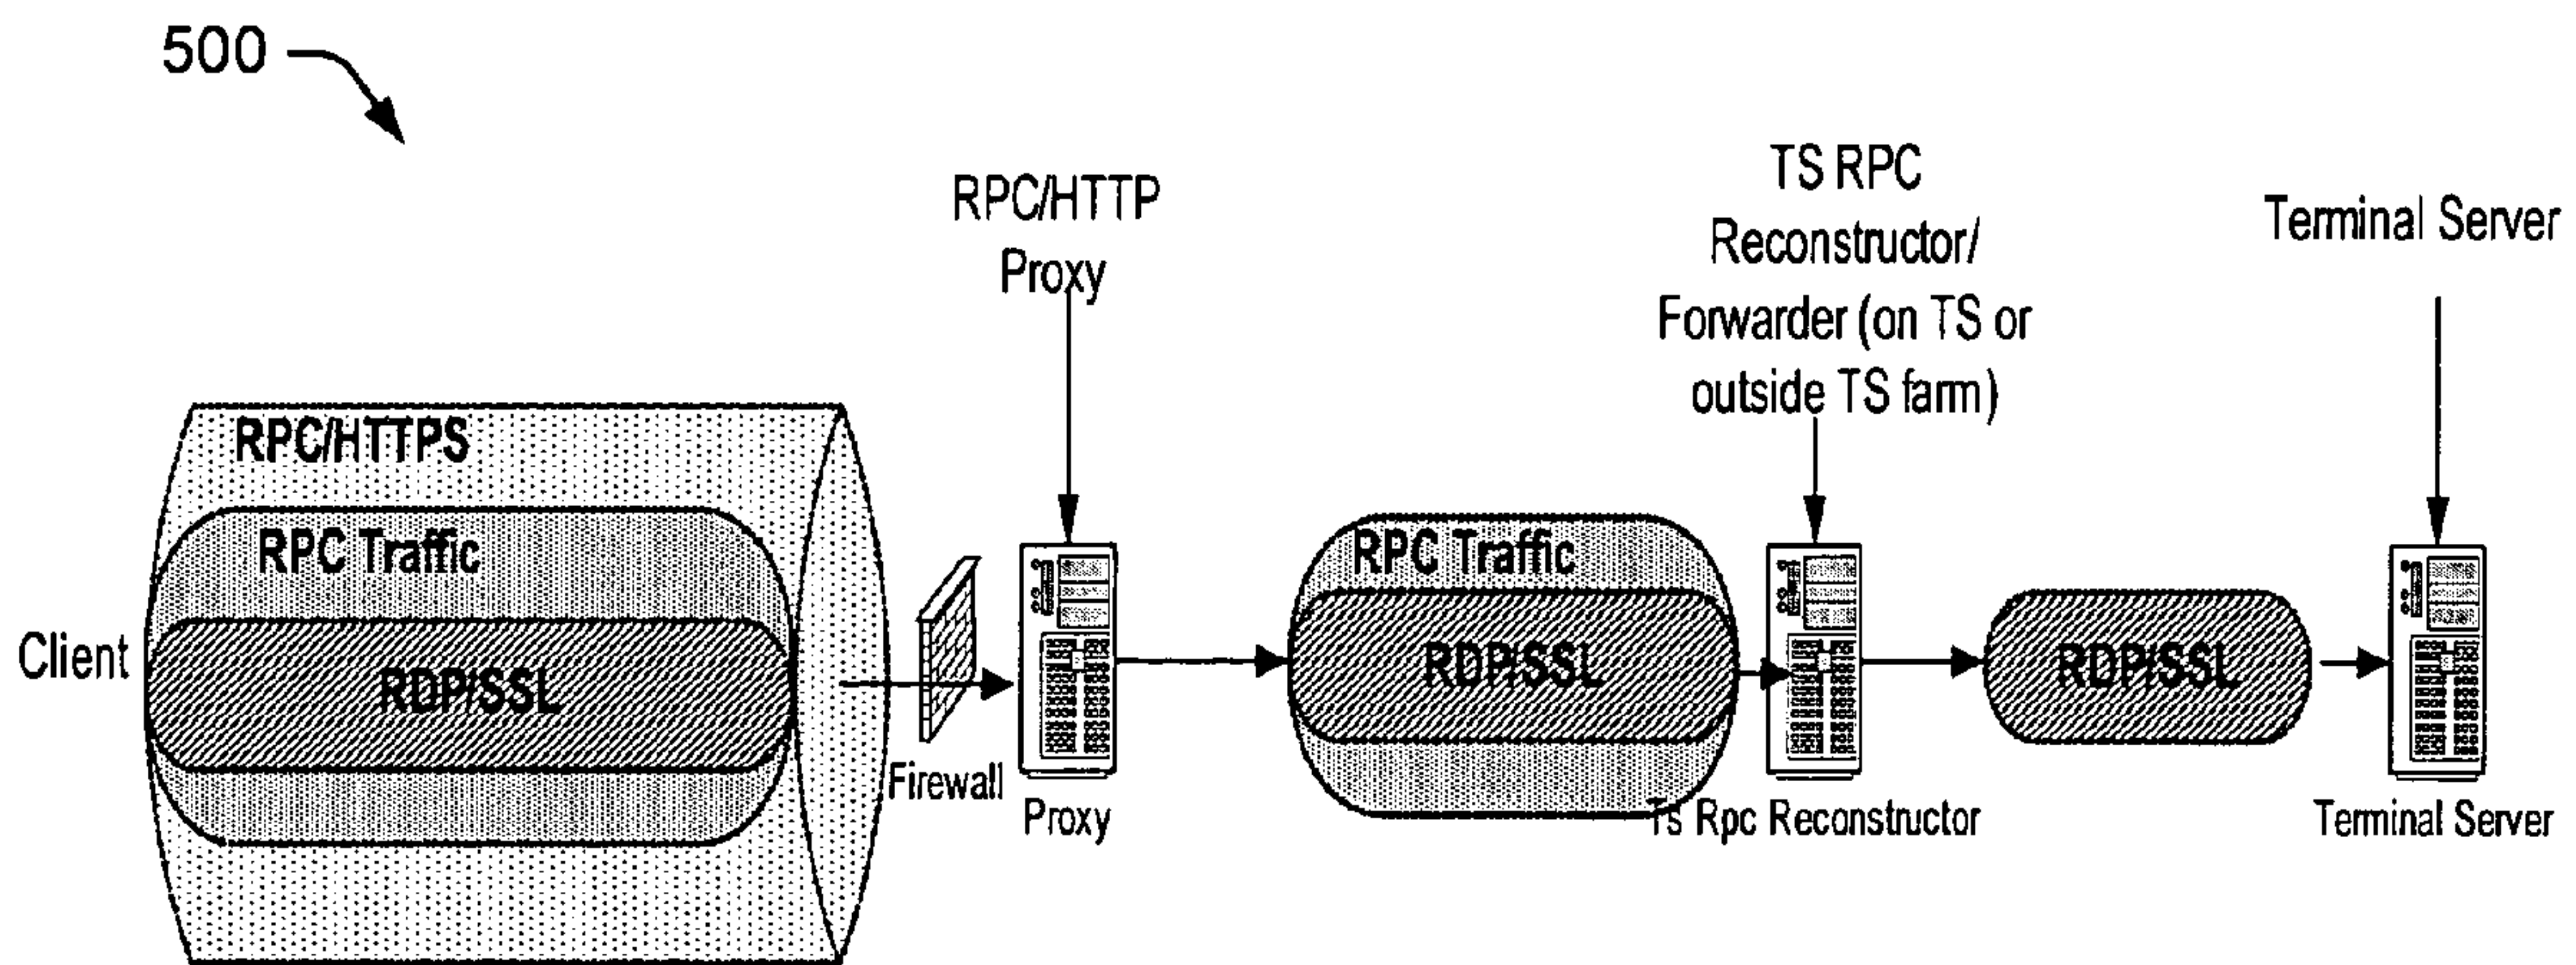 500
RPC/HTTP
Proxy
TS RPC
Reconstructor/
Forwarder (on TS or
outside TS farm)
Terminal Server
RPC/HTTPS
RPC Traffic
RDP/SSL
Client
Firewall
Proxy
RPC Traffic
RDP/SSL
Ts Rpc Reconstructor
RDP/SSL
Terminal Server